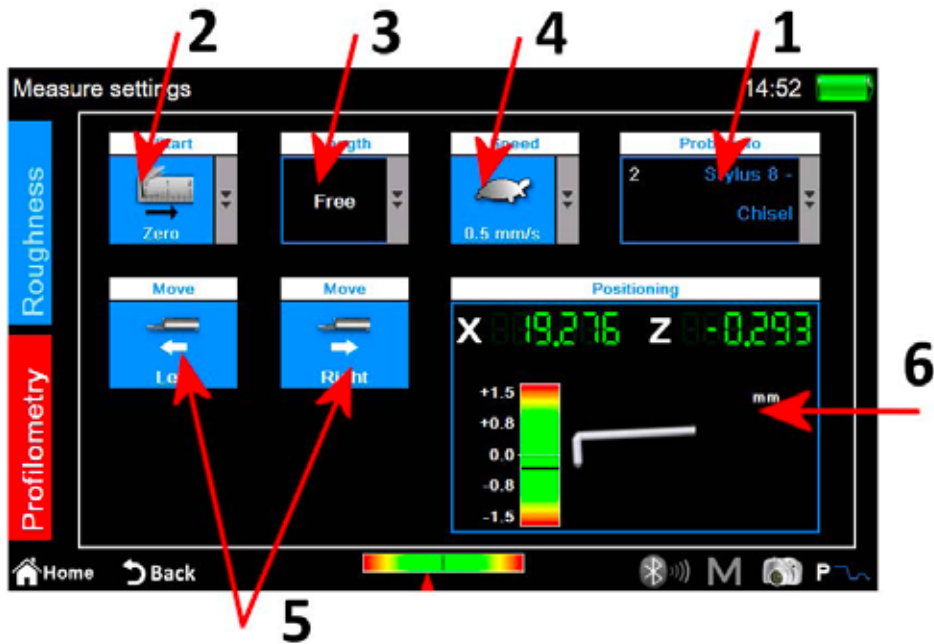 2 3 4 1
Measure settings 14:52
Roughness
Profilometry
Free
Zero
0.5 mm/s
2 Stylus 8 -
Chisel
Move Move Positioning
X 19,276 Z -0,293
mm
+1.5
+0.8
0.0
-0.8
-1.5
6
Home Back M P
5